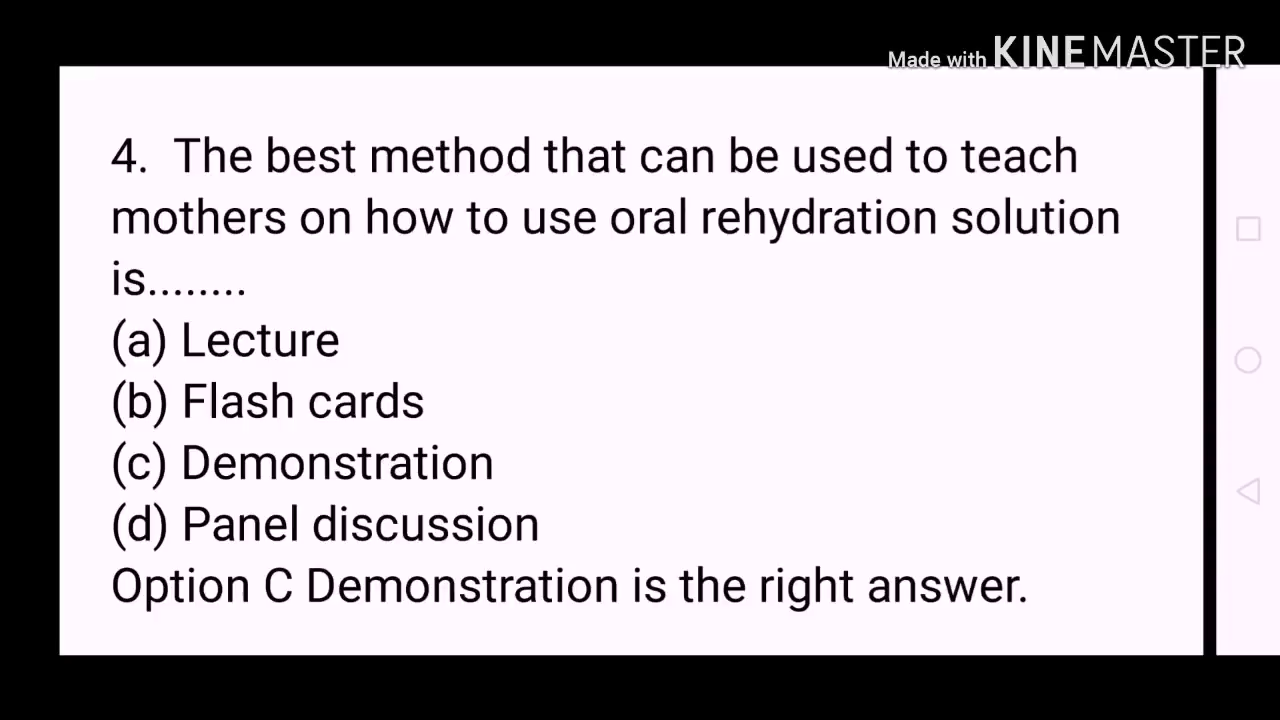 Made with KINEMASTER
4. The best method that can be used to teach
mothers on how to use oral rehydration solution
is........
(a) Lecture
(b) Flash cards
(c) Demonstration
(d) Panel discussion
Option C Demonstration is the right answer.